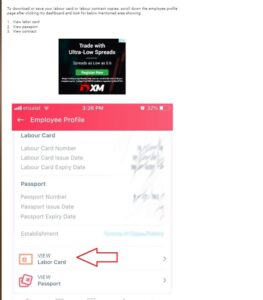 To download or save your labour card or labour contract copies, scroll down the employee profile
page after clicking my dashboard and look for below mentioned area showing:
1. View labor card
2. View passport
3. View contract
Trade with
Ultra-Low Spreads
Spreads as Low as 0.6
Register Now
XM
etisalat
3:26 PM
32%
Employee Profile
Labour Card
Labour Card Number
Labour Card Issue Date
Labour Card Expiry Date
Passport
Passport Number
Passport Issue Date
Passport Expiry Date
Establishment
VIEW
Labor Card
VIEW
Passport